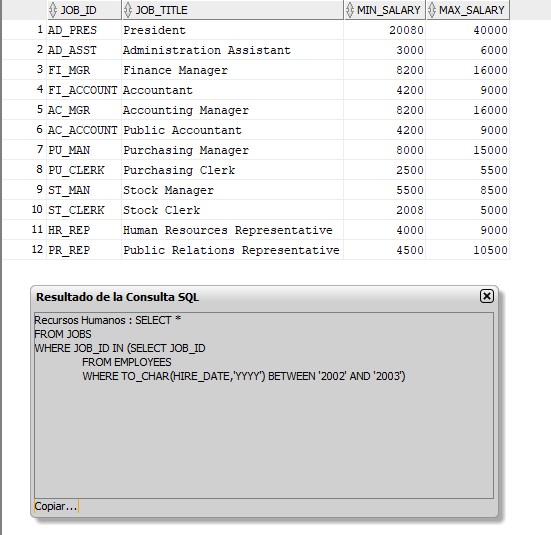 JOB_ID JOB_TITLE MIN_SALARY MAX_SALARY
1 AD_PRES President 20080 40000
2 AD_ASST Administration Assistant 3000 6000
3 FI_MGR Finance Manager 8200 16000
4 FI_ACCOUNT Accountant 4200 9000
5 AC_MGR Accounting Manager 8200 16000
6 AC_ACCOUNT Public Accountant 4200 9000
7 PU_MAN Purchasing Manager 8000 15000
8 PU_CLERK Purchasing Clerk 2500 5500
9 ST_MAN Stock Manager 5500 8500
10 ST_CLERK Stock Clerk 2008 5000
11 HR_REP Human Resources Representative 4000 9000
12 PR_REP Public Relations Representative 4500 10500
Resultado de la Consulta SQL
Recursos Humanos : SELECT *
FROM JOBS
WHERE JOB_ID IN (SELECT JOB_ID
FROM EMPLOYEES
WHERE TO_CHAR(HIRE_DATE,'YYYY') BETWEEN '2002' AND '2003')
Copiar...